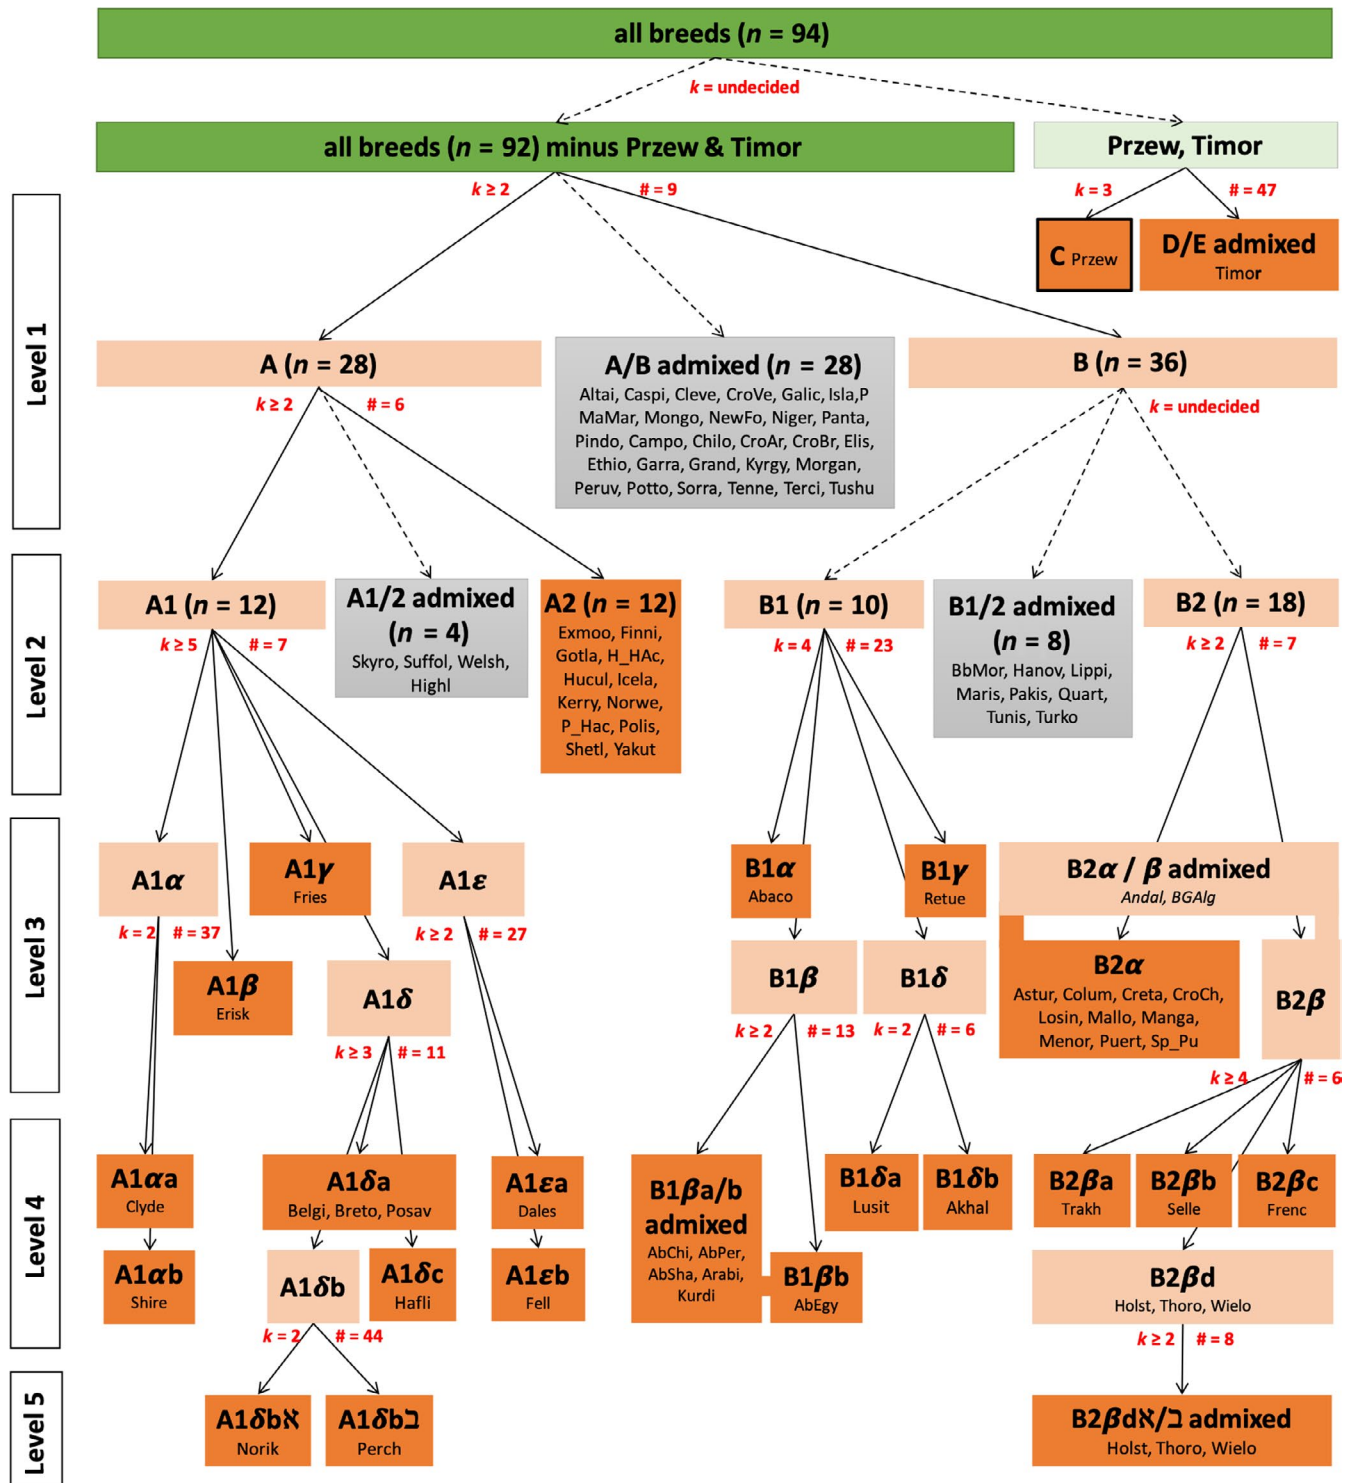 all breeds (n = 94)
k = undecided
all breeds (n = 92) minus Przew & Timor
Przew, Timor
k ≥ 2
# = 9
k = 3
# = 47
C Przew
D/E admixed
Timor
Level 1
A (n = 28)
k ≥ 2
# = 6
A/B admixed (n = 28)
Altai, Caspi, Cleve, CroVe, Galic, Isla,P
MaMar, Mongo, NewFo, Niger, Panta,
Pindo, Campo, Chilo, CroAr, CroBr, Elis,
Ethio, Garra, Grand, Kyrgy, Morgan,
Peruv, Potto, Sorra, Tenne, Terci, Tushu
B (n = 36)
k = undecided
Level 2
A1 (n = 12)
k ≥ 5
# = 7
A1/2 admixed
(n = 4)
Skyro, Suffol, Welsh,
Highl
A2 (n = 12)
Exmoo, Finni,
Gotla, H_HAc,
Hucul, Icela,
Kerry, Norwe,
P_Hac, Polis,
Shetl, Yakut
B1 (n = 10)
k = 4
# = 23
B1/2 admixed
(n = 8)
BbMor, Hanov, Lippi,
Maris, Pakis, Quart,
Tunis, Turko
B2 (n = 18)
k ≥ 2
# = 7
Level 3
A1α
k = 2
# = 37
A1γ
Fries
A1ε
k ≥ 2
# = 27
A1β
Erisk
A1δ
k ≥ 3
# = 11
B1α
Abaco
B1γ
Retue
B2α / β admixed
Andal, BGAlg
B1β
k ≥ 2
# = 13
B1δ
k = 2
# = 6
B2α
Astur, Colum, Creta, CroCh,
Losin, Mallo, Manga,
Menor, Puert, Sp_Pu
B2β
k ≥ 4
# = 6
Level 4
A1αa
Clyde
A1δa
Belgi, Breto, Posav
A1εa
Dales
B1βa/b
admixed
AbChi, AbPer,
AbSha, Arabi,
Kurdi
B1δa
Lusit
B1δb
Akhal
B2βa
Trakh
B2βb
Selle
B2βc
Frenc
A1αb
Shire
A1δb
k = 2
# = 44
A1δc
Hafli
A1εb
Fell
B1βb
AbEgy
B2βd
Holst, Thoro, Wielo
k ≥ 2
# = 8
Level 5
A1δbא
Norik
A1δbב
Perch
B2βdא/ב admixed
Holst, Thoro, Wielo